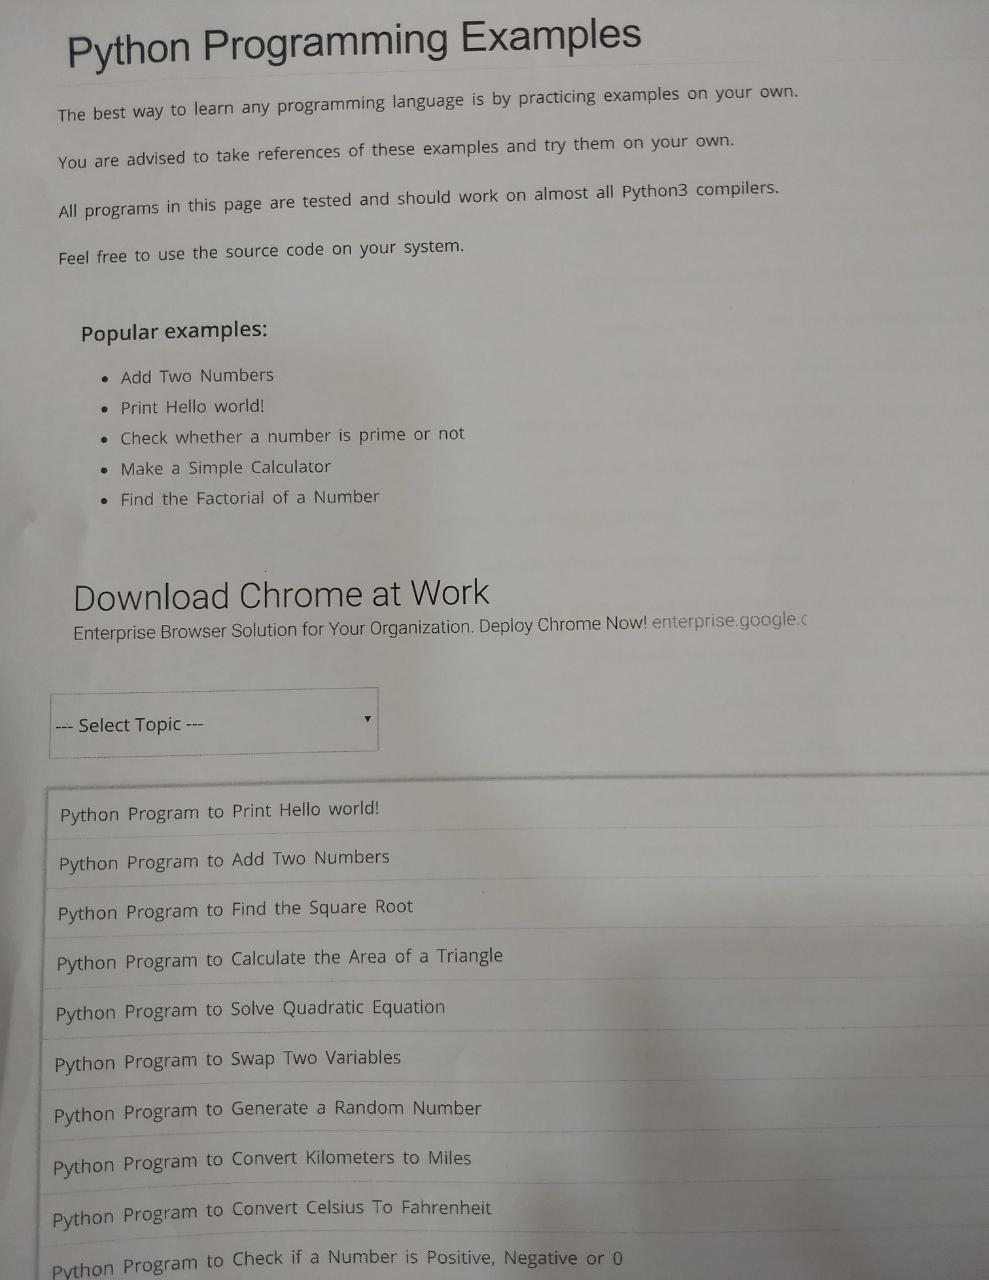 Python Programming Examples
The best way to learn any programming language is by practicing examples on your own.
You are advised to take references of these examples and try them on your own.
All programs in this page are tested and should work on almost all Python3 compilers.
Feel free to use the source code on your system.
Popular examples:
• Add Two Numbers
• Print Hello world!
• Check whether a number is prime or not
• Make a Simple Calculator
• Find the Factorial of a Number
Download Chrome at Work
Enterprise Browser Solution for Your Organization. Deploy Chrome Now! enterprise.google.c
--- Select Topic ---
Python Program to Print Hello world!
Python Program to Add Two Numbers
Python Program to Find the Square Root
Python Program to Calculate the Area of a Triangle
Python Program to Solve Quadratic Equation
Python Program to Swap Two Variables
Python Program to Generate a Random Number
Python Program to Convert Kilometers to Miles
Python Program to Convert Celsius To Fahrenheit
Python Program to Check if a Number is Positive, Negative or 0